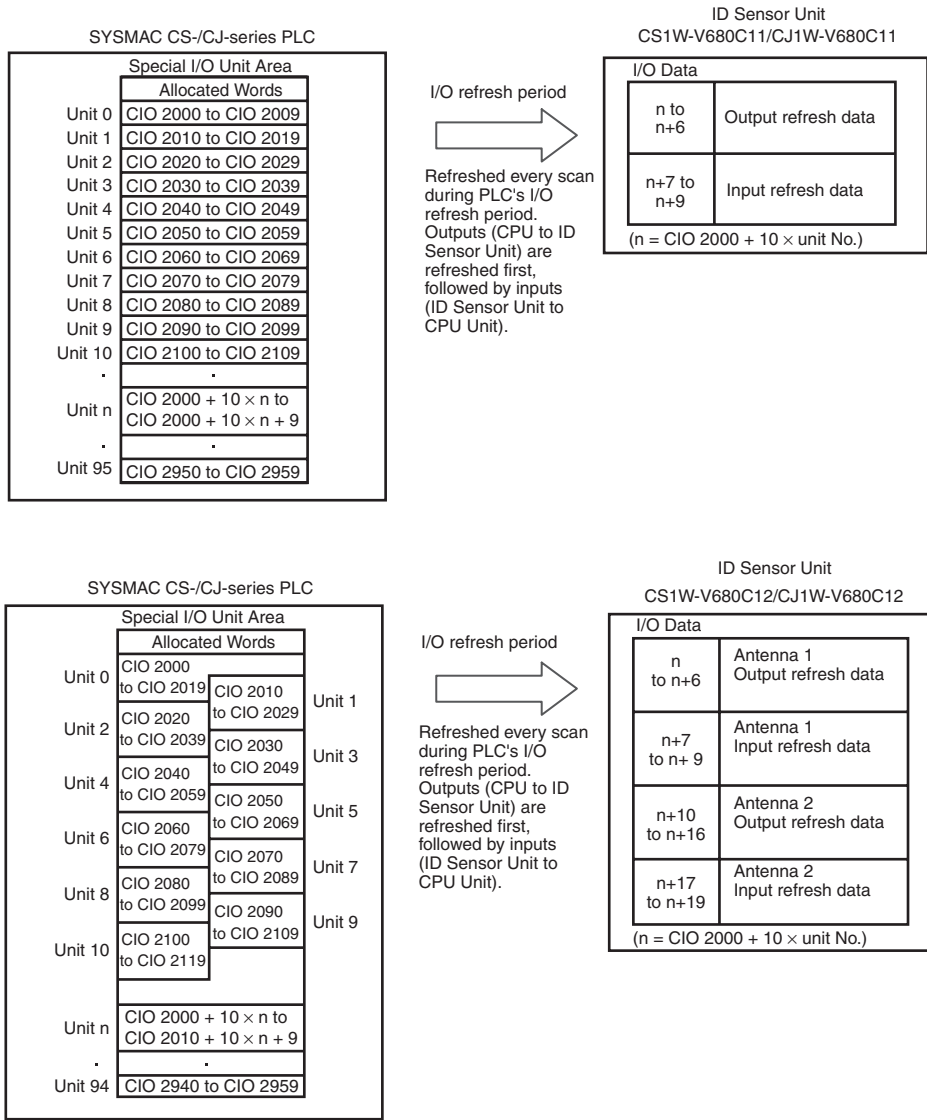 SYSMAC CS-/CJ-series PLC
Special I/O Unit Area
Allocated Words
Unit 0 CIO 2000 to CIO 2009
Unit 1 CIO 2010 to CIO 2019
Unit 2 CIO 2020 to CIO 2029
Unit 3 CIO 2030 to CIO 2039
Unit 4 CIO 2040 to CIO 2049
Unit 5 CIO 2050 to CIO 2059
Unit 6 CIO 2060 to CIO 2069
Unit 7 CIO 2070 to CIO 2079
Unit 8 CIO 2080 to CIO 2089
Unit 9 CIO 2090 to CIO 2099
Unit 10 CIO 2100 to CIO 2109
. .
Unit n
CIO 2000 + 10 × n to
CIO 2000 + 10 × n + 9
. .
Unit 95 CIO 2950 to CIO 2959
I/O refresh period
Refreshed every scan
during PLC's I/O
refresh period.
Outputs (CPU to ID
Sensor Unit) are
refreshed first,
followed by inputs
(ID Sensor Unit to
CPU Unit).
ID Sensor Unit
CS1W-V680C11/CJ1W-V680C11
I/O Data
n to
n+6
Output refresh data
n+7 to
n+9
Input refresh data
(n = CIO 2000 + 10 × unit No.)
SYSMAC CS-/CJ-series PLC
Special I/O Unit Area
Allocated Words
Unit 0
CIO 2000
to CIO 2019
CIO 2010
to CIO 2029
Unit 1
Unit 2
CIO 2020
to CIO 2039
CIO 2030
to CIO 2049
Unit 3
Unit 4
CIO 2040
to CIO 2059
CIO 2050
to CIO 2069
Unit 5
Unit 6
CIO 2060
to CIO 2079
CIO 2070
to CIO 2089
Unit 7
Unit 8
CIO 2080
to CIO 2099
CIO 2090
to CIO 2109
Unit 9
Unit 10
CIO 2100
to CIO 2119
Unit n
CIO 2000 + 10 × n to
CIO 2010 + 10 × n + 9
. .
Unit 94 CIO 2940 to CIO 2959
I/O refresh period
Refreshed every scan
during PLC's I/O
refresh period.
Outputs (CPU to ID
Sensor Unit) are
refreshed first,
followed by inputs
(ID Sensor Unit to
CPU Unit).
ID Sensor Unit
CS1W-V680C12/CJ1W-V680C12
I/O Data
n
to n+6
Antenna 1
Output refresh data
n+7
to n+ 9
Antenna 1
Input refresh data
n+10
to n+16
Antenna 2
Output refresh data
n+17
to n+19
Antenna 2
Input refresh data
(n = CIO 2000 + 10 × unit No.)